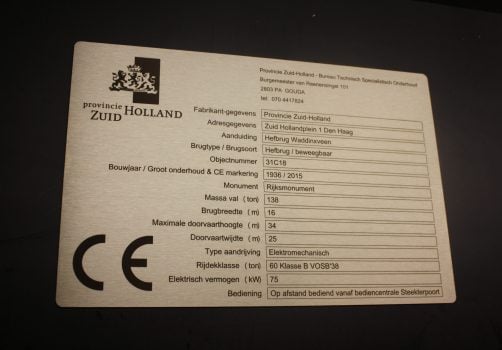 provincie HOLLAND
ZUID
Provincie Zuid-Holland - Bureau Technisch Specialistisch Onderhoud
Burgemeester van Reenensingel 101
2803 PA GOUDA
tel. 070 4417824
Fabrikant-gegevens Provincie Zuid-Holland
Adresgegevens Zuid Hollandplein 1 Den Haag
Aanduiding Hefbrug Waddinxveen
Brugtype / Brugsoort Hefbrug / beweegbaar
Objectnummer 31C18
Bouwjaar / Groot onderhoud & CE markering 1936 / 2015
Monument Rijksmonument
Massa val (ton) 138
Brugbreedte (m) 16
Maximale doorvaarthoogte (m) 34
Doorvaartwijdte (m) 25
Type aandrijving Elektromechanisch
Rijdekklasse (ton) 60 Klasse B VOSB'38
Elektrisch vermogen (kW) 75
Bediening Op afstand bediend vanaf bediencentrale Steekterpoort
CE